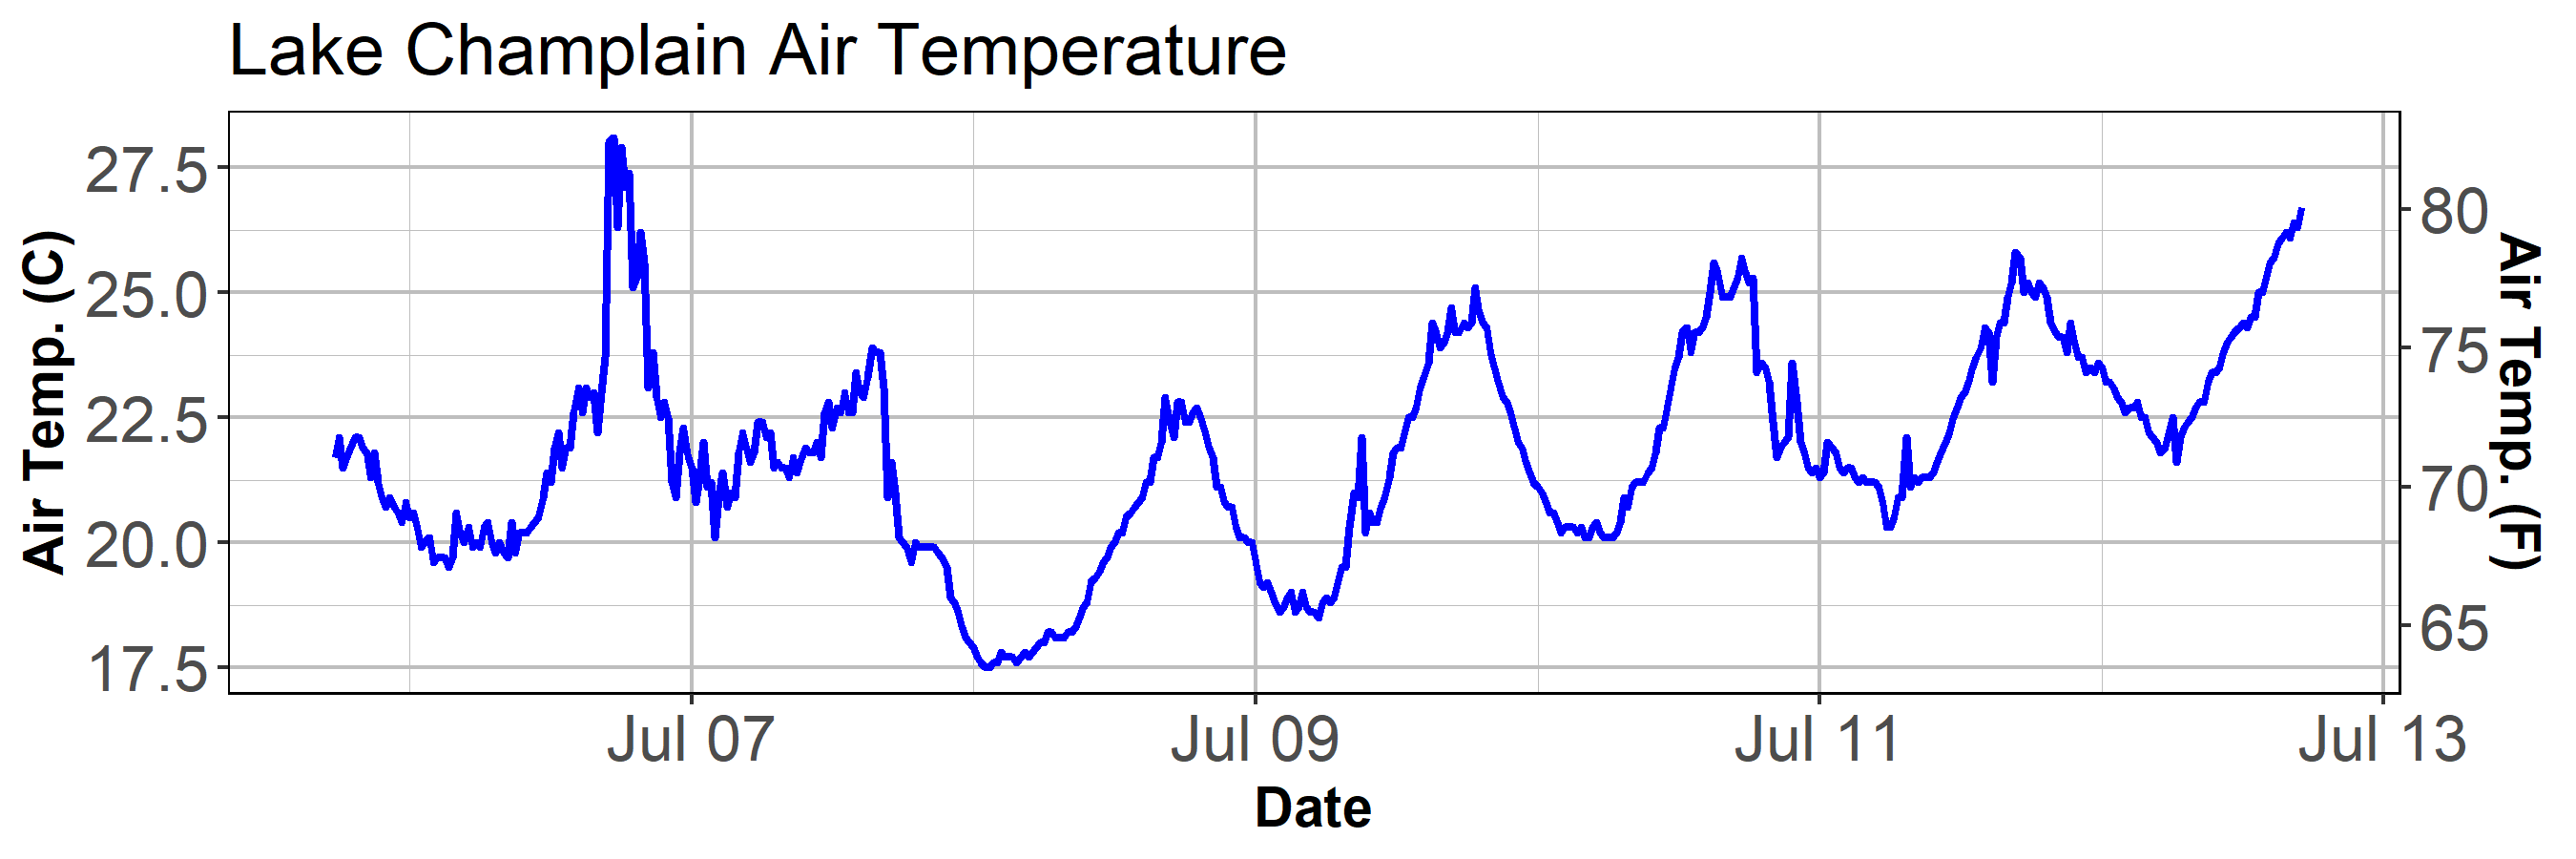 Lake Champlain Air Temperature
Air Temp. (C)
27.5
25.0
22.5
20.0
17.5
80
75
70
65
Air Temp. (F)
Jul 07 Jul 09 Jul 11 Jul 13
Date